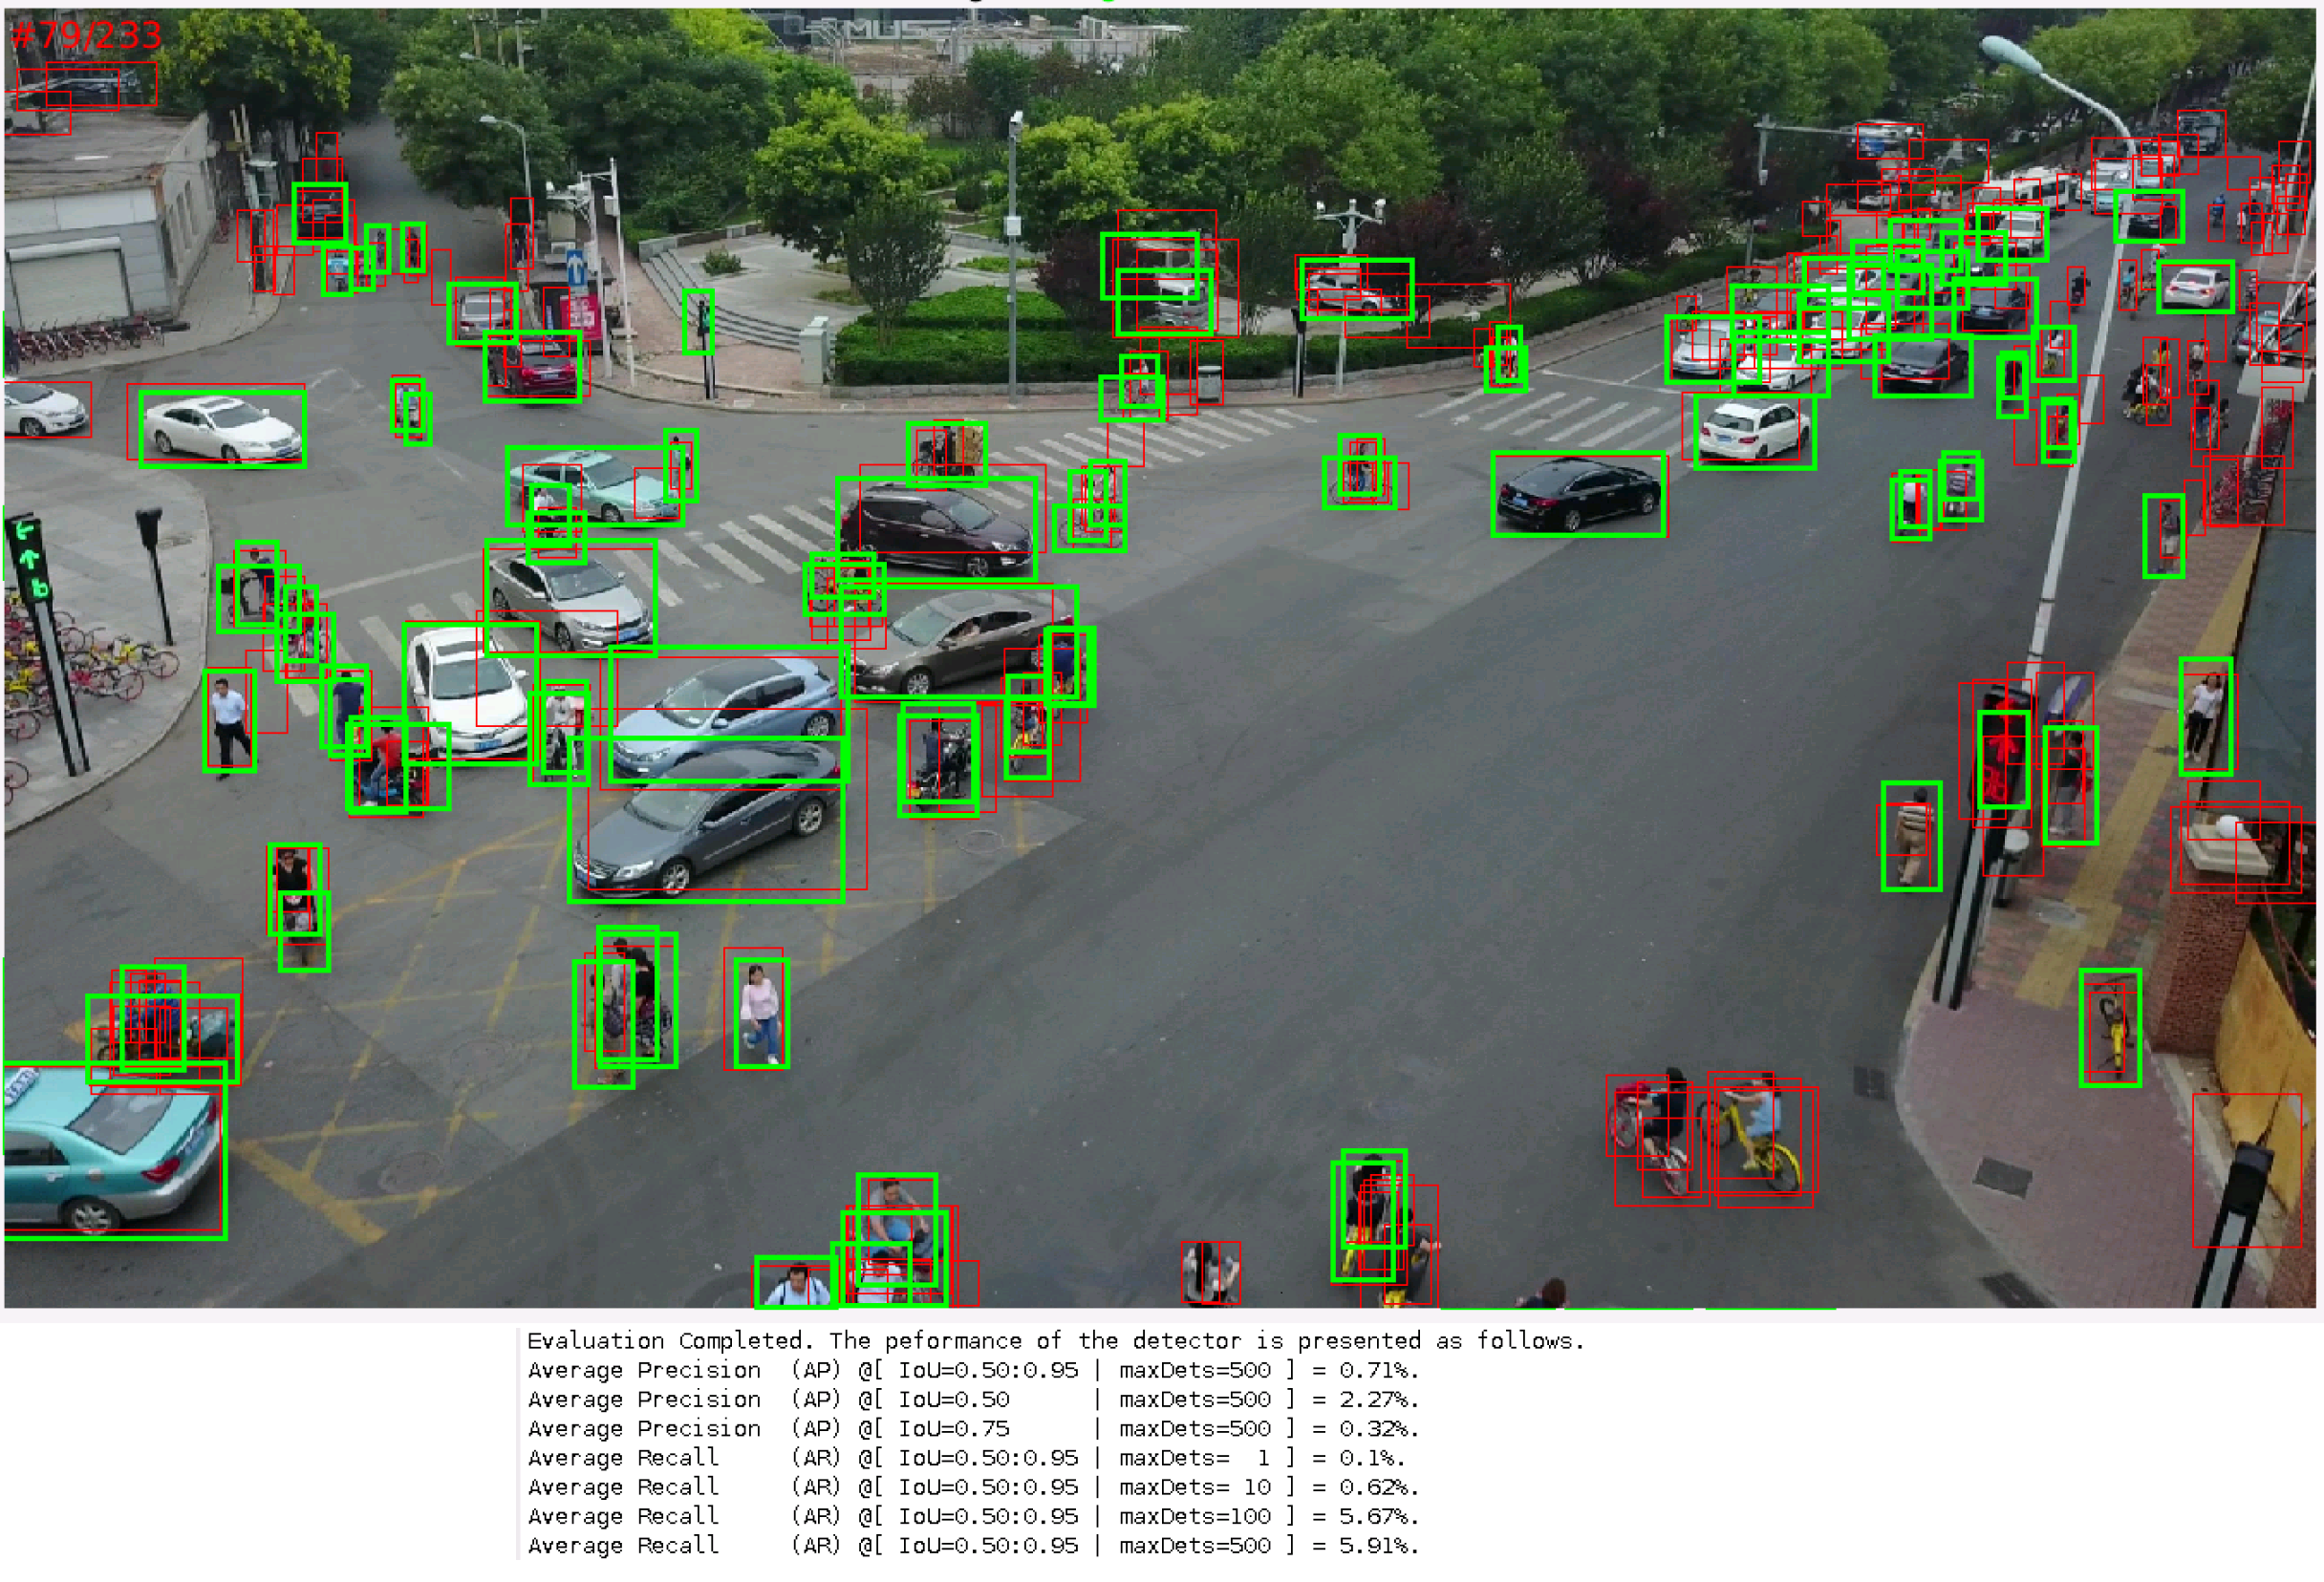 #79/233
Evaluation Completed. The peformance of the detector is presented as follows.
Average Precision  (AP) @[ IoU=0.50:0.95 | maxDets=500 ] = 0.71%.
Average Precision  (AP) @[ IoU=0.50      | maxDets=500 ] = 2.27%.
Average Precision  (AP) @[ IoU=0.75      | maxDets=500 ] = 0.32%.
Average Recall     (AR) @[ IoU=0.50:0.95 | maxDets=  1 ] = 0.1%.
Average Recall     (AR) @[ IoU=0.50:0.95 | maxDets= 10 ] = 0.62%.
Average Recall     (AR) @[ IoU=0.50:0.95 | maxDets=100 ] = 5.67%.
Average Recall     (AR) @[ IoU=0.50:0.95 | maxDets=500 ] = 5.91%.